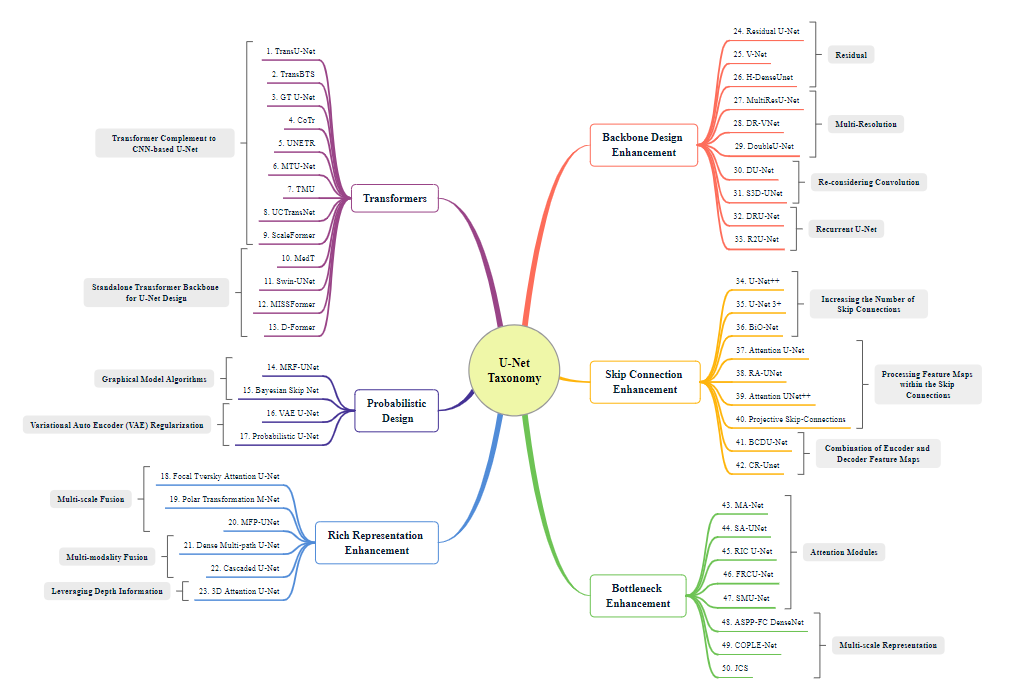 U-Net
Taxonomy
Transformers
Transformer Complement to
CNN-based U-Net
1. TransU-Net
2. TransBTS
3. GT U-Net
4. CoTr
5. UNETR
6. MTU-Net
7. TMU
8. UCTransNet
9. ScaleFormer
Standalone Transformer Backbone
for U-Net Design
10. MedT
11. Swin-UNet
12. MISSFormer
13. D-Former
Probabilistic
Design
Graphical Model Algorithms
14. MRF-UNet
15. Bayesian Skip Net
Variational Auto Encoder (VAE) Regularization
16. VAE U-Net
17. Probabilistic U-Net
Rich Representation
Enhancement
Multi-scale Fusion
18. Focal Tversky Attention U-Net
19. Polar Transformation M-Net
20. MFP-UNet
Multi-modality Fusion
21. Dense Multi-path U-Net
22. Cascaded U-Net
Leveraging Depth Information
23. 3D Attention U-Net
Backbone Design
Enhancement
24. Residual U-Net
25. V-Net
26. H-DenseUnet
Residual
27. MultiResU-Net
28. DR-VNet
29. DoubleU-Net
Multi-Resolution
30. DU-Net
31. S3D-UNet
Re-considering Convolution
32. DRU-Net
33. R2U-Net
Recurrent U-Net
Skip Connection
Enhancement
34. U-Net++
35. U-Net 3+
36. BiO-Net
Increasing the Number of
Skip Connections
37. Attention U-Net
38. RA-UNet
39. Attention UNet++
40. Projective Skip-Connections
Processing Feature Maps
within the Skip
Connections
41. BCDU-Net
42. CR-Unet
Combination of Encoder and
Decoder Feature Maps
Bottleneck
Enhancement
43. MA-Net
44. SA-UNet
45. RIC U-Net
46. FRCU-Net
47. SMU-Net
Attention Modules
48. ASPP-FC DenseNet
49. COPLE-Net
50. JCS
Multi-scale Representation